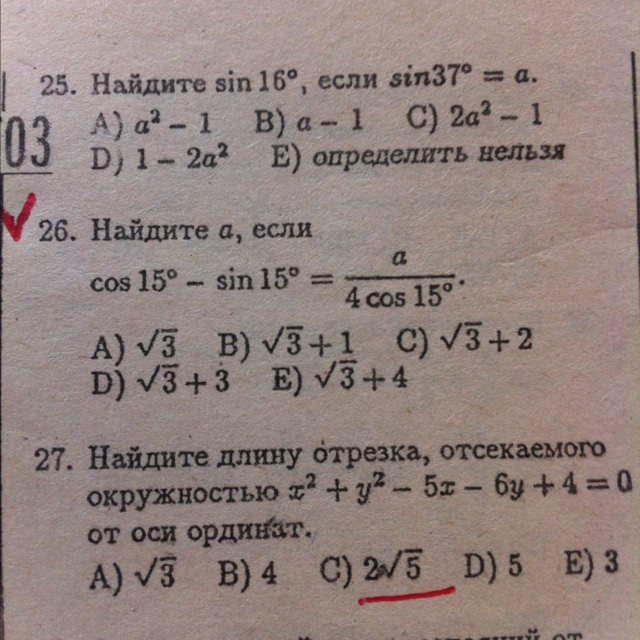 25. Найдите sin 16°, если sin37° = a.
A) a² − 1 B) a − 1 C) 2a² − 1
D) 1 − 2a² E) определить нельзя
03
26. Найдите a, если
cos 15° − sin 15° = a / 4 cos 15°.
A) √3 B) √3 + 1 C) √3 + 2
D) √3 + 3 E) √3 + 4
27. Найдите длину отрезка, отсекаемого
окружностью x² + y² − 5x − 6y + 4 = 0
от оси ординат.
A) √3 B) 4 C) 2√5 D) 5 E) 3